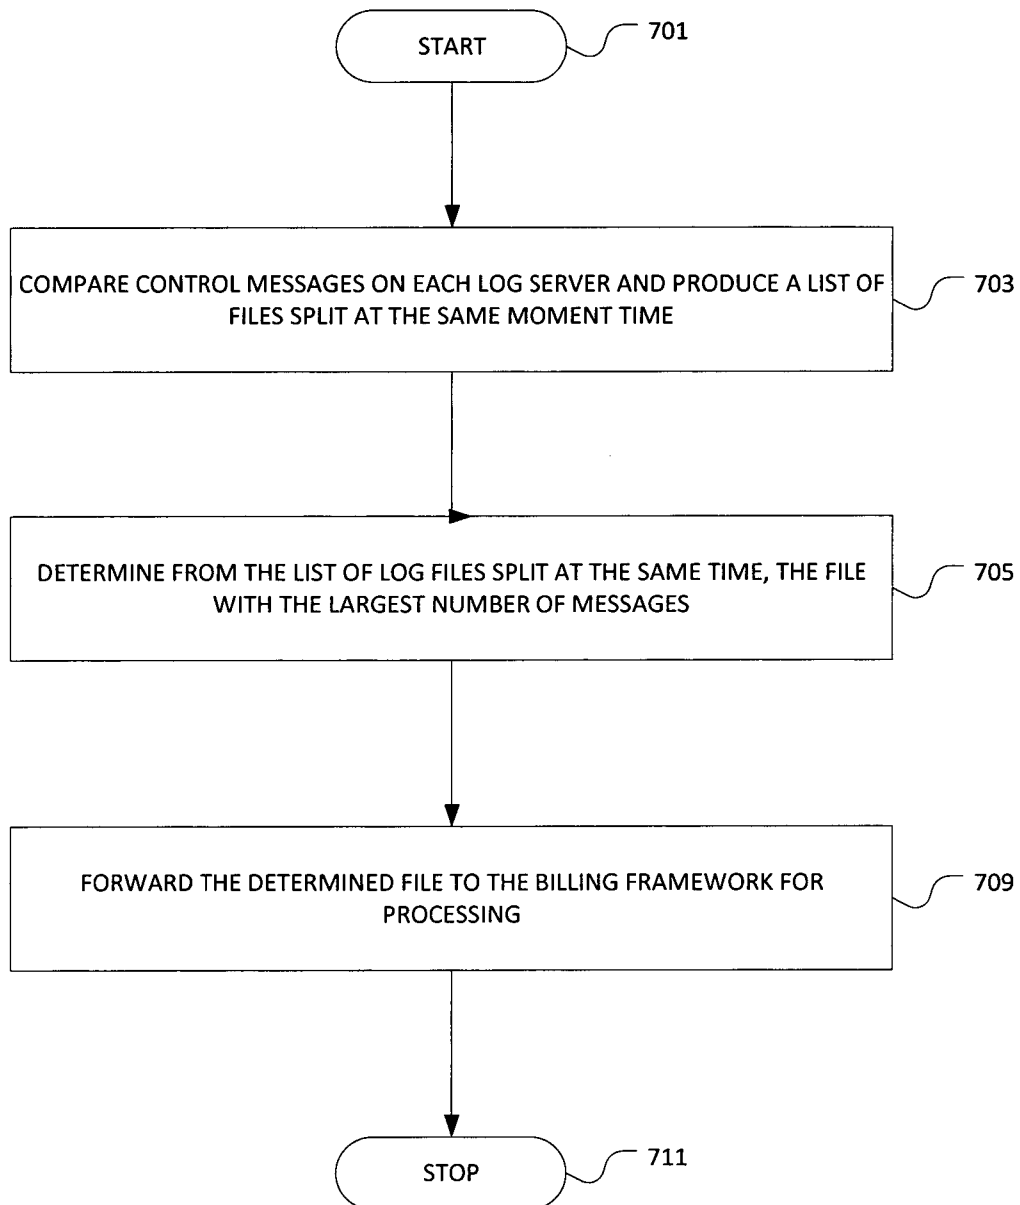 START
701
COMPARE CONTROL MESSAGES ON EACH LOG SERVER AND PRODUCE A LIST OF
FILES SPLIT AT THE SAME MOMENT TIME
703
DETERMINE FROM THE LIST OF LOG FILES SPLIT AT THE SAME TIME, THE FILE
WITH THE LARGEST NUMBER OF MESSAGES
705
FORWARD THE DETERMINED FILE TO THE BILLING FRAMEWORK FOR
PROCESSING
709
STOP
711